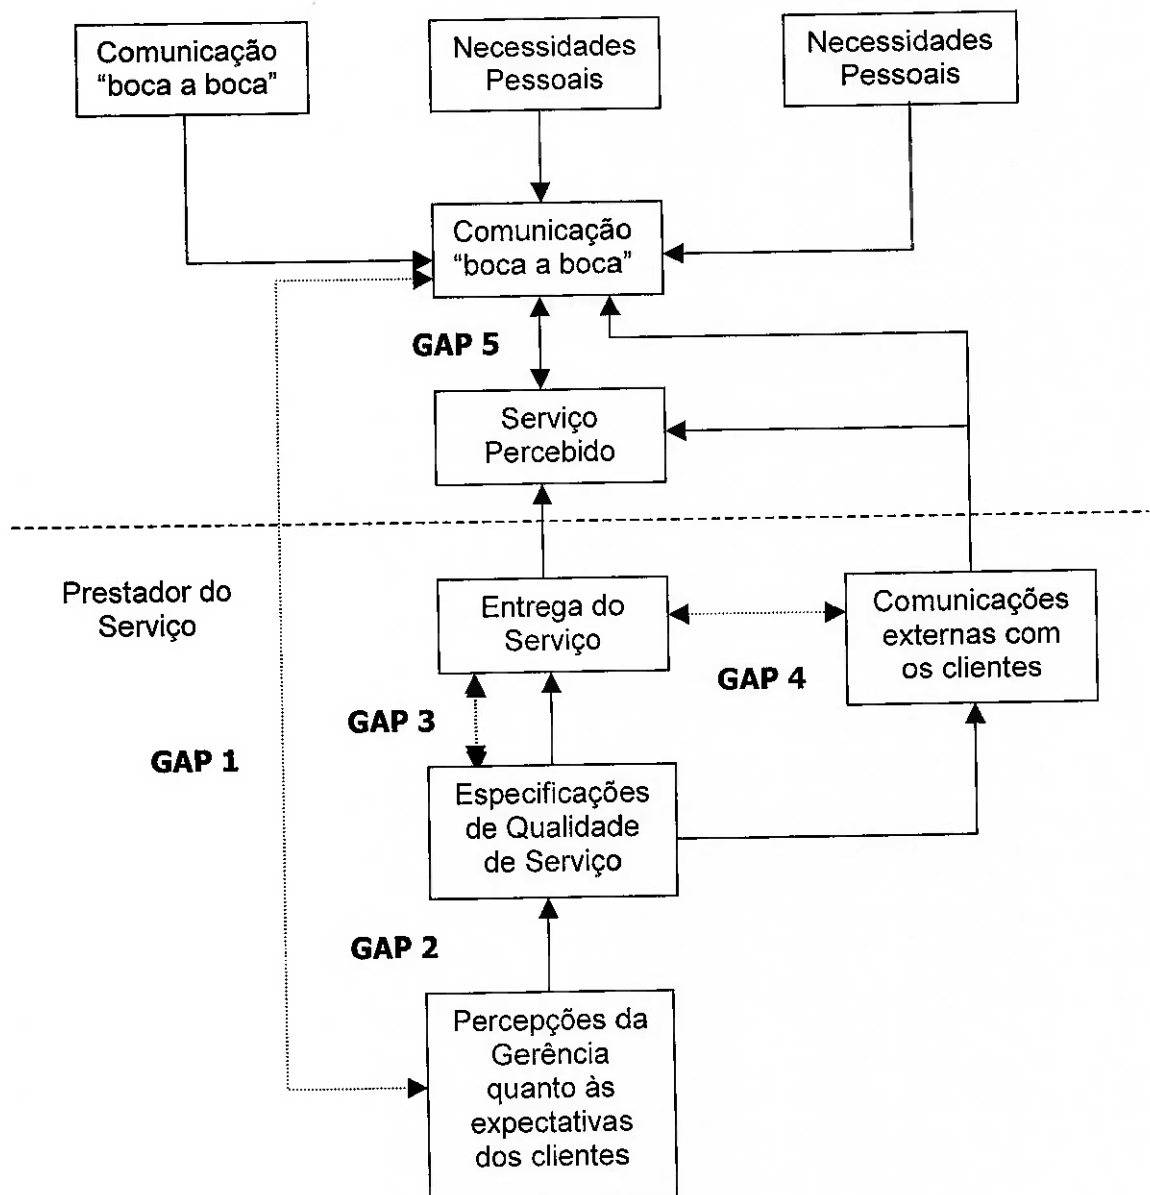 Comunicação
“boca a boca”
Necessidades
Pessoais
Necessidades
Pessoais
Comunicação
“boca a boca”
GAP 5
Serviço
Percebido
Prestador do
Serviço
Entrega do
Serviço
Comunicações
externas com
os clientes
GAP 4
GAP 3
GAP 1
Especificações
de Qualidade
de Serviço
GAP 2
Percepções da
Gerência
quanto às
expectativas
dos clientes